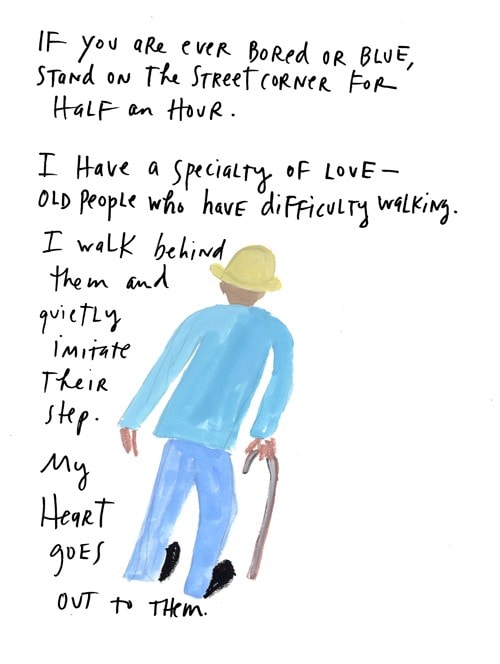 IF you aRe eveR BoRed oR BLUE,
STaNd oN The STReeT CORNeR FoR
HaLF an HouR.
I Have a SpeciaLTy oF LovE —
OLD PeopLe who havE diFFicuLTy waLKiNg.
I waLK behiNd
them and
quieTLy
iMiTaTe
TheiR
STep.
My
HeaRT
goES
OUT To THem.